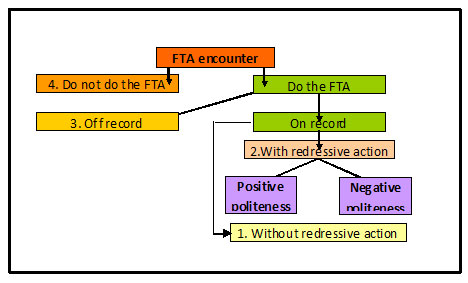 FTA encounter
4. Do not do the FTA
Do the FTA
3. Off record
On record
2.With redressive action
Positive
politeness
Negative
politeness
1. Without redressive action